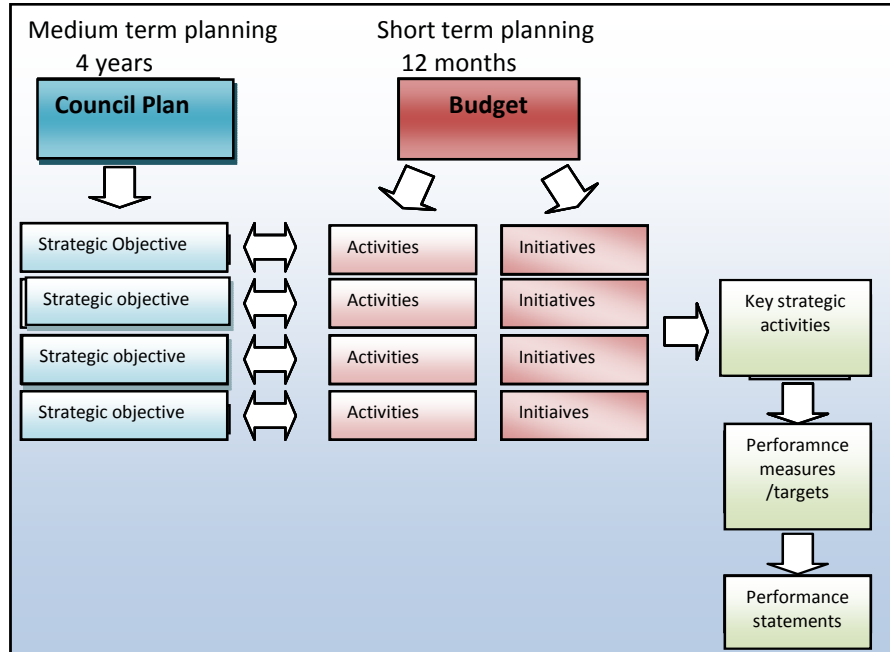 Medium term planning
4 years
Short term planning
12 months
Council Plan
Budget
Strategic Objective
Activities
Initiatives
Strategic objective
Activities
Initiatives
Strategic objective
Activities
Initiatives
Strategic objective
Activities
Initiaives
Key strategic
activities
Perforamnce
measures
/targets
Performance
statements